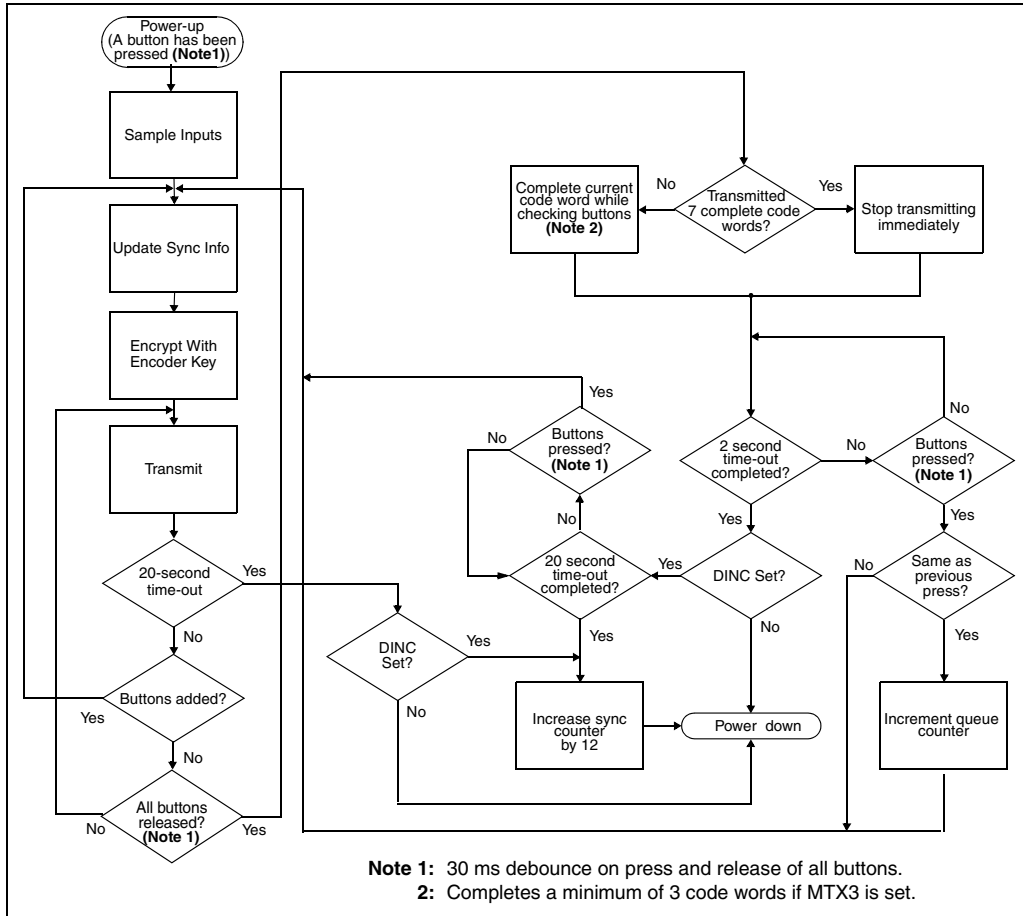 Power-up
(A button has been
pressed (Note1))
Sample Inputs
Update Sync Info
Encrypt With
Encoder Key
Transmit
20-second
time-out
Yes
No
Buttons added?
Yes
No
All buttons
released?
(Note 1)
No
Yes
DINC
Set?
Yes
No
Transmitted
7 complete code
words?
No
Yes
Complete current
code word while
checking buttons
(Note 2)
Stop transmitting
immediately
2 second
time-out
completed?
No
Yes
Buttons
pressed?
(Note 1)
No
Yes
Same as
previous
press?
No
Yes
Increment queue
counter
DINC Set?
Yes
No
20 second
time-out
completed?
No
Yes
Buttons
pressed?
(Note 1)
No
Yes
Increase sync
counter
by 12
Power down
Note 1: 30 ms debounce on press and release of all buttons.
2: Completes a minimum of 3 code words if MTX3 is set.